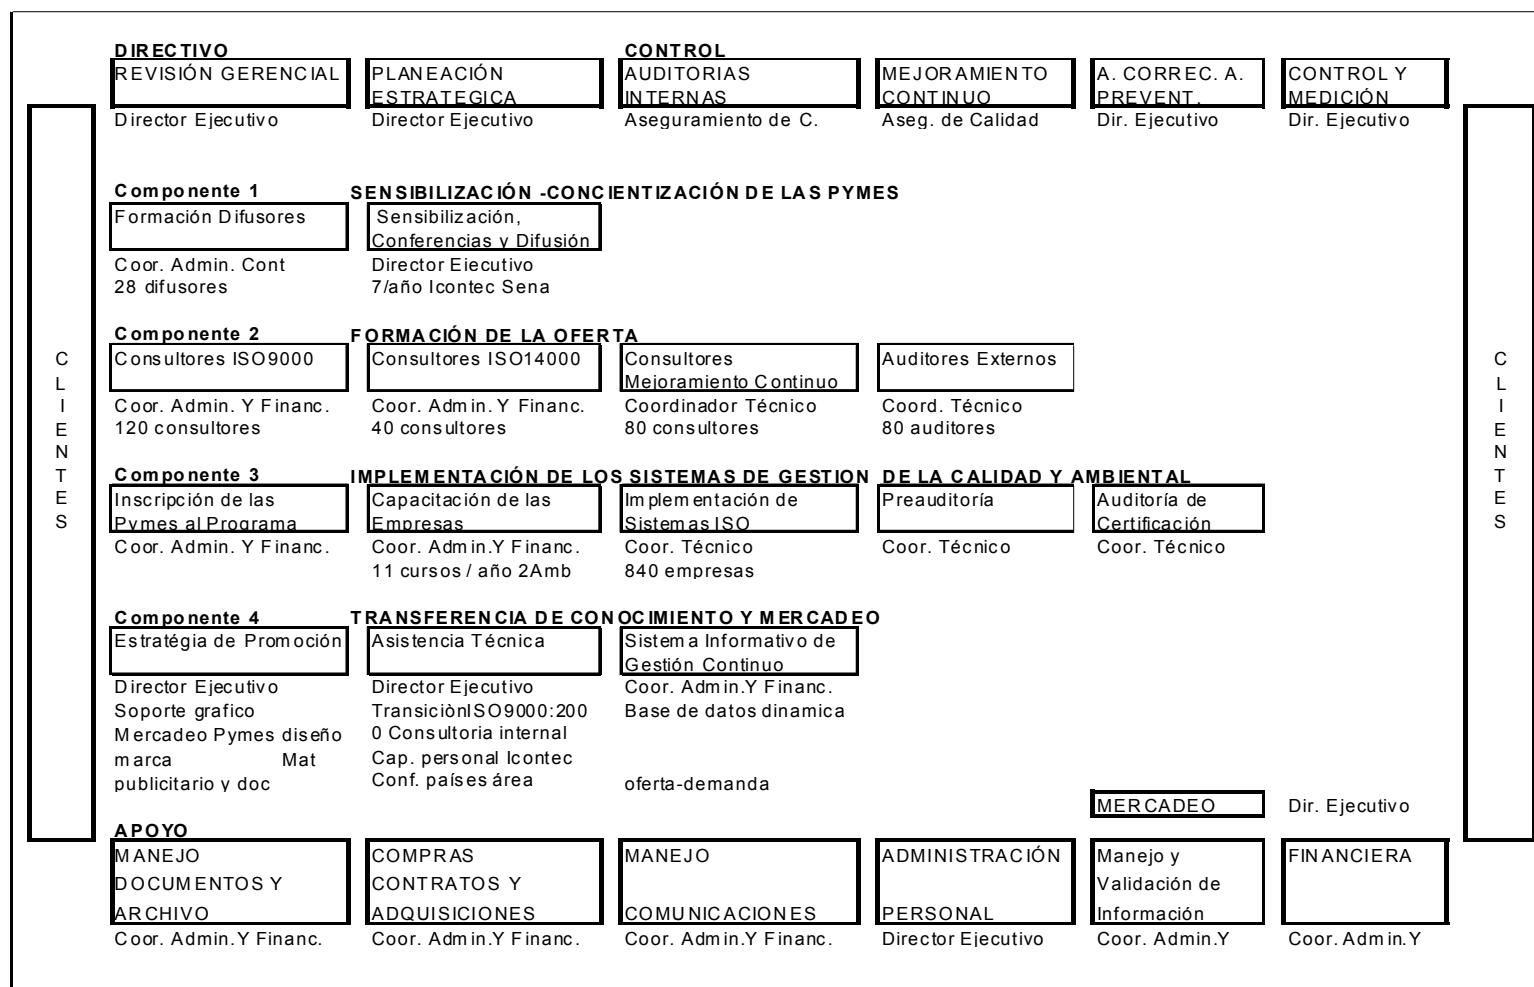 DIRECTIVO CONTROL
REVISIÓN GERENCIAL PLANEACIÓN AUDITORIAS MEJORAMIENTO A. CORREC. A. CONTROL Y
ESTRATEGICA INTERNAS CONTINUO PREVENT. MEDICIÓN
Director Ejecutivo Director Ejecutivo Aseguramiento de C. Aseg. de Calidad Dir. Ejecutivo Dir. Ejecutivo
Componente 1 SENSIBILIZACIÓN -CONCIENTIZACIÓN DE LAS PYMES
Formación Difusores Sensibilización,
Conferencias y Difusión
Coor. Admin. Cont Director Ejecutivo
28 difusores 7/año Icontec Sena
Componente 2 FORMACIÓN DE LA OFERTA
Consultores ISO9000 Consultores ISO14000 Consultores Auditores Externos
Mejoramiento Continuo
Coor. Admin. Y Financ. Coor. Admin. Y Financ. Coordinador Técnico Coord. Técnico
120 consultores 40 consultores 80 consultores 80 auditores
Componente 3 IMPLEMENTACIÓN DE LOS SISTEMAS DE GESTION DE LA CALIDAD Y AMBIENTAL
Inscripción de las Capacitación de las Implementación de Preauditoría Auditoría de
Pymes al Programa Empresas Sistemas ISO Certificación
Coor. Admin. Y Financ. Coor. Admin.Y Financ. Coor. Técnico Coor. Técnico Coor. Técnico
11 cursos / año 2Amb 840 empresas
Componente 4 TRANSFERENCIA DE CONOCIMIENTO Y MERCADEO
Estratégia de Promoción Asistencia Técnica Sistema Informativo de
Gestión Continuo
Director Ejecutivo Director Ejecutivo Coor. Admin.Y Financ.
Soporte grafico TransiciònISO9000:200 Base de datos dinamica
Mercadeo Pymes diseño 0 Consultoria internal
marca Mat Cap. personal Icontec
publicitario y doc Conf. países área oferta-demanda
MERCADEO Dir. Ejecutivo
APOYO
MANEJO COMPRAS MANEJO ADMINISTRACIÓN Manejo y FINANCIERA
DOCUMENTOS Y CONTRATOS Y Validación de
ARCHIVO ADQUISICIONES COMUNICACIONES PERSONAL Información
Coor. Admin.Y Financ. Coor. Admin.Y Financ. Coor. Admin.Y Financ. Director Ejecutivo Coor. Admin.Y Coor. Admin.Y
CLIENTES
CLIENTES